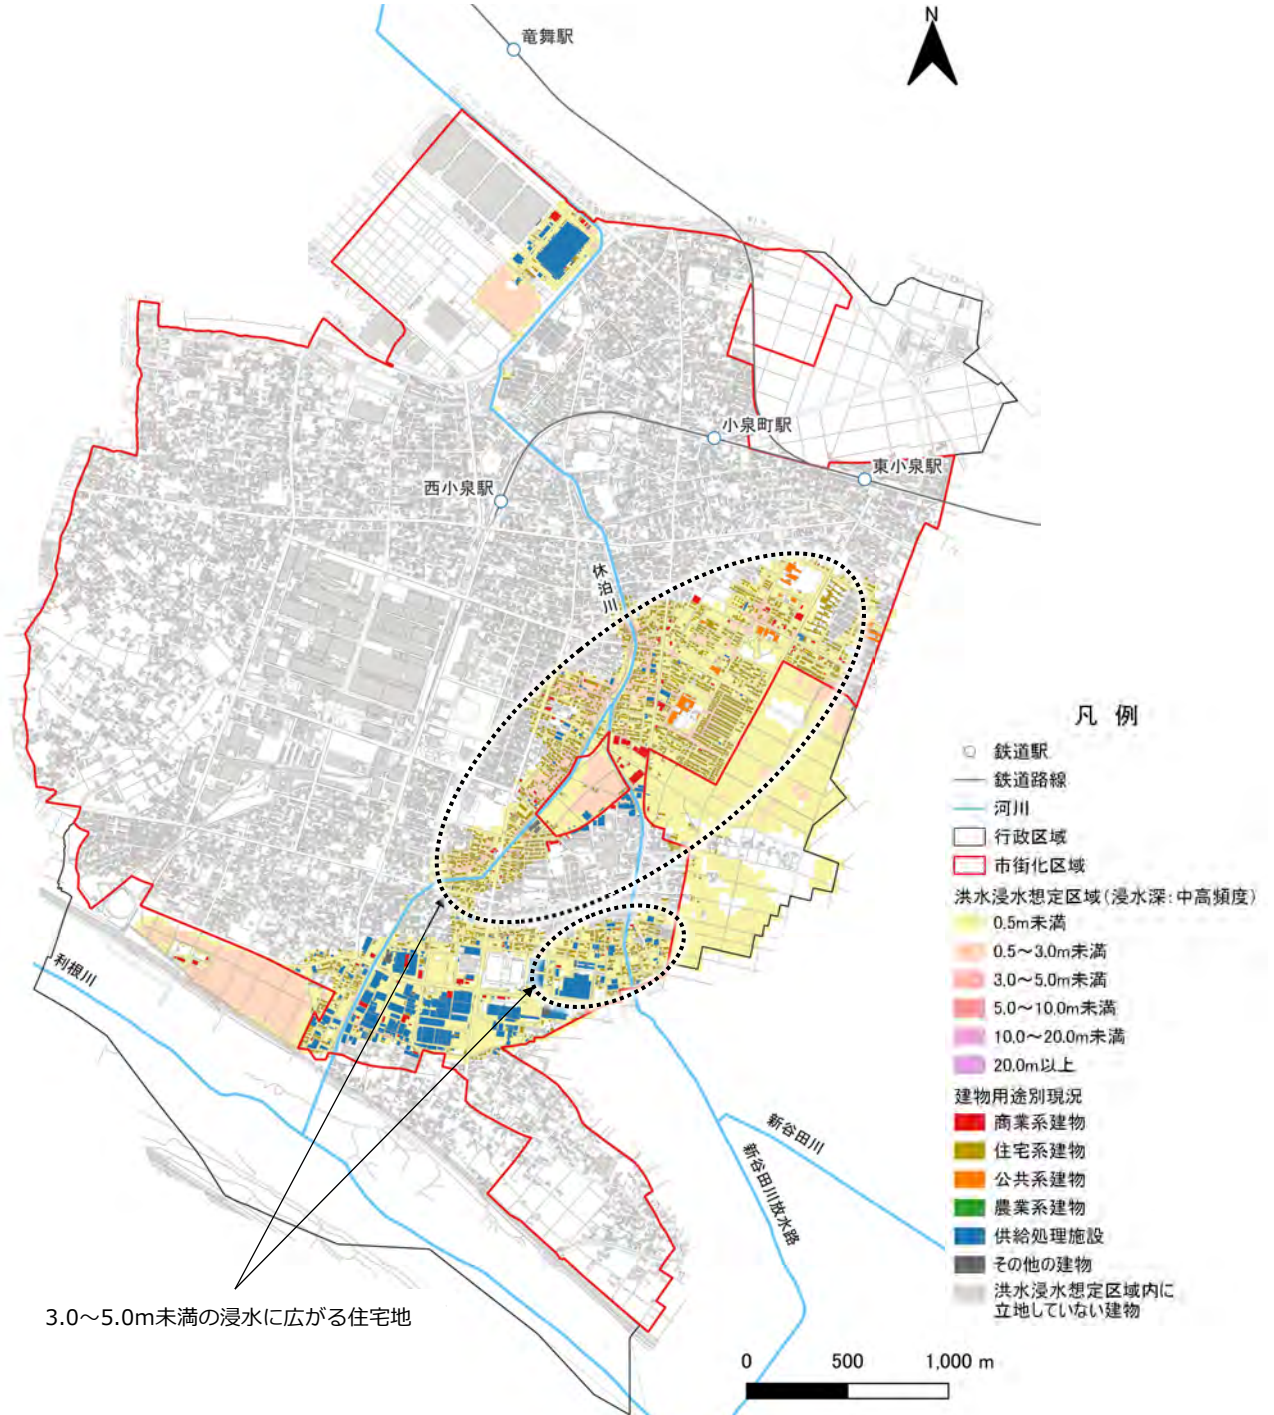 N
竜舞駅
小泉町駅
東小泉駅
西小泉駅
休泊川
利根川
新谷田川
新谷田川放水路
3.0～5.0m未満の浸水に広がる住宅地
凡 例
鉄道駅
鉄道路線
河川
行政区域
市街化区域
洪水浸水想定区域(浸水深:中高頻度)
0.5m未満
0.5～3.0m未満
3.0～5.0m未満
5.0～10.0m未満
10.0～20.0m未満
20.0m以上
建物用途別現況
商業系建物
住宅系建物
公共系建物
農業系建物
供給処理施設
その他の建物
洪水浸水想定区域内に
立地していない建物
0 500 1,000 m